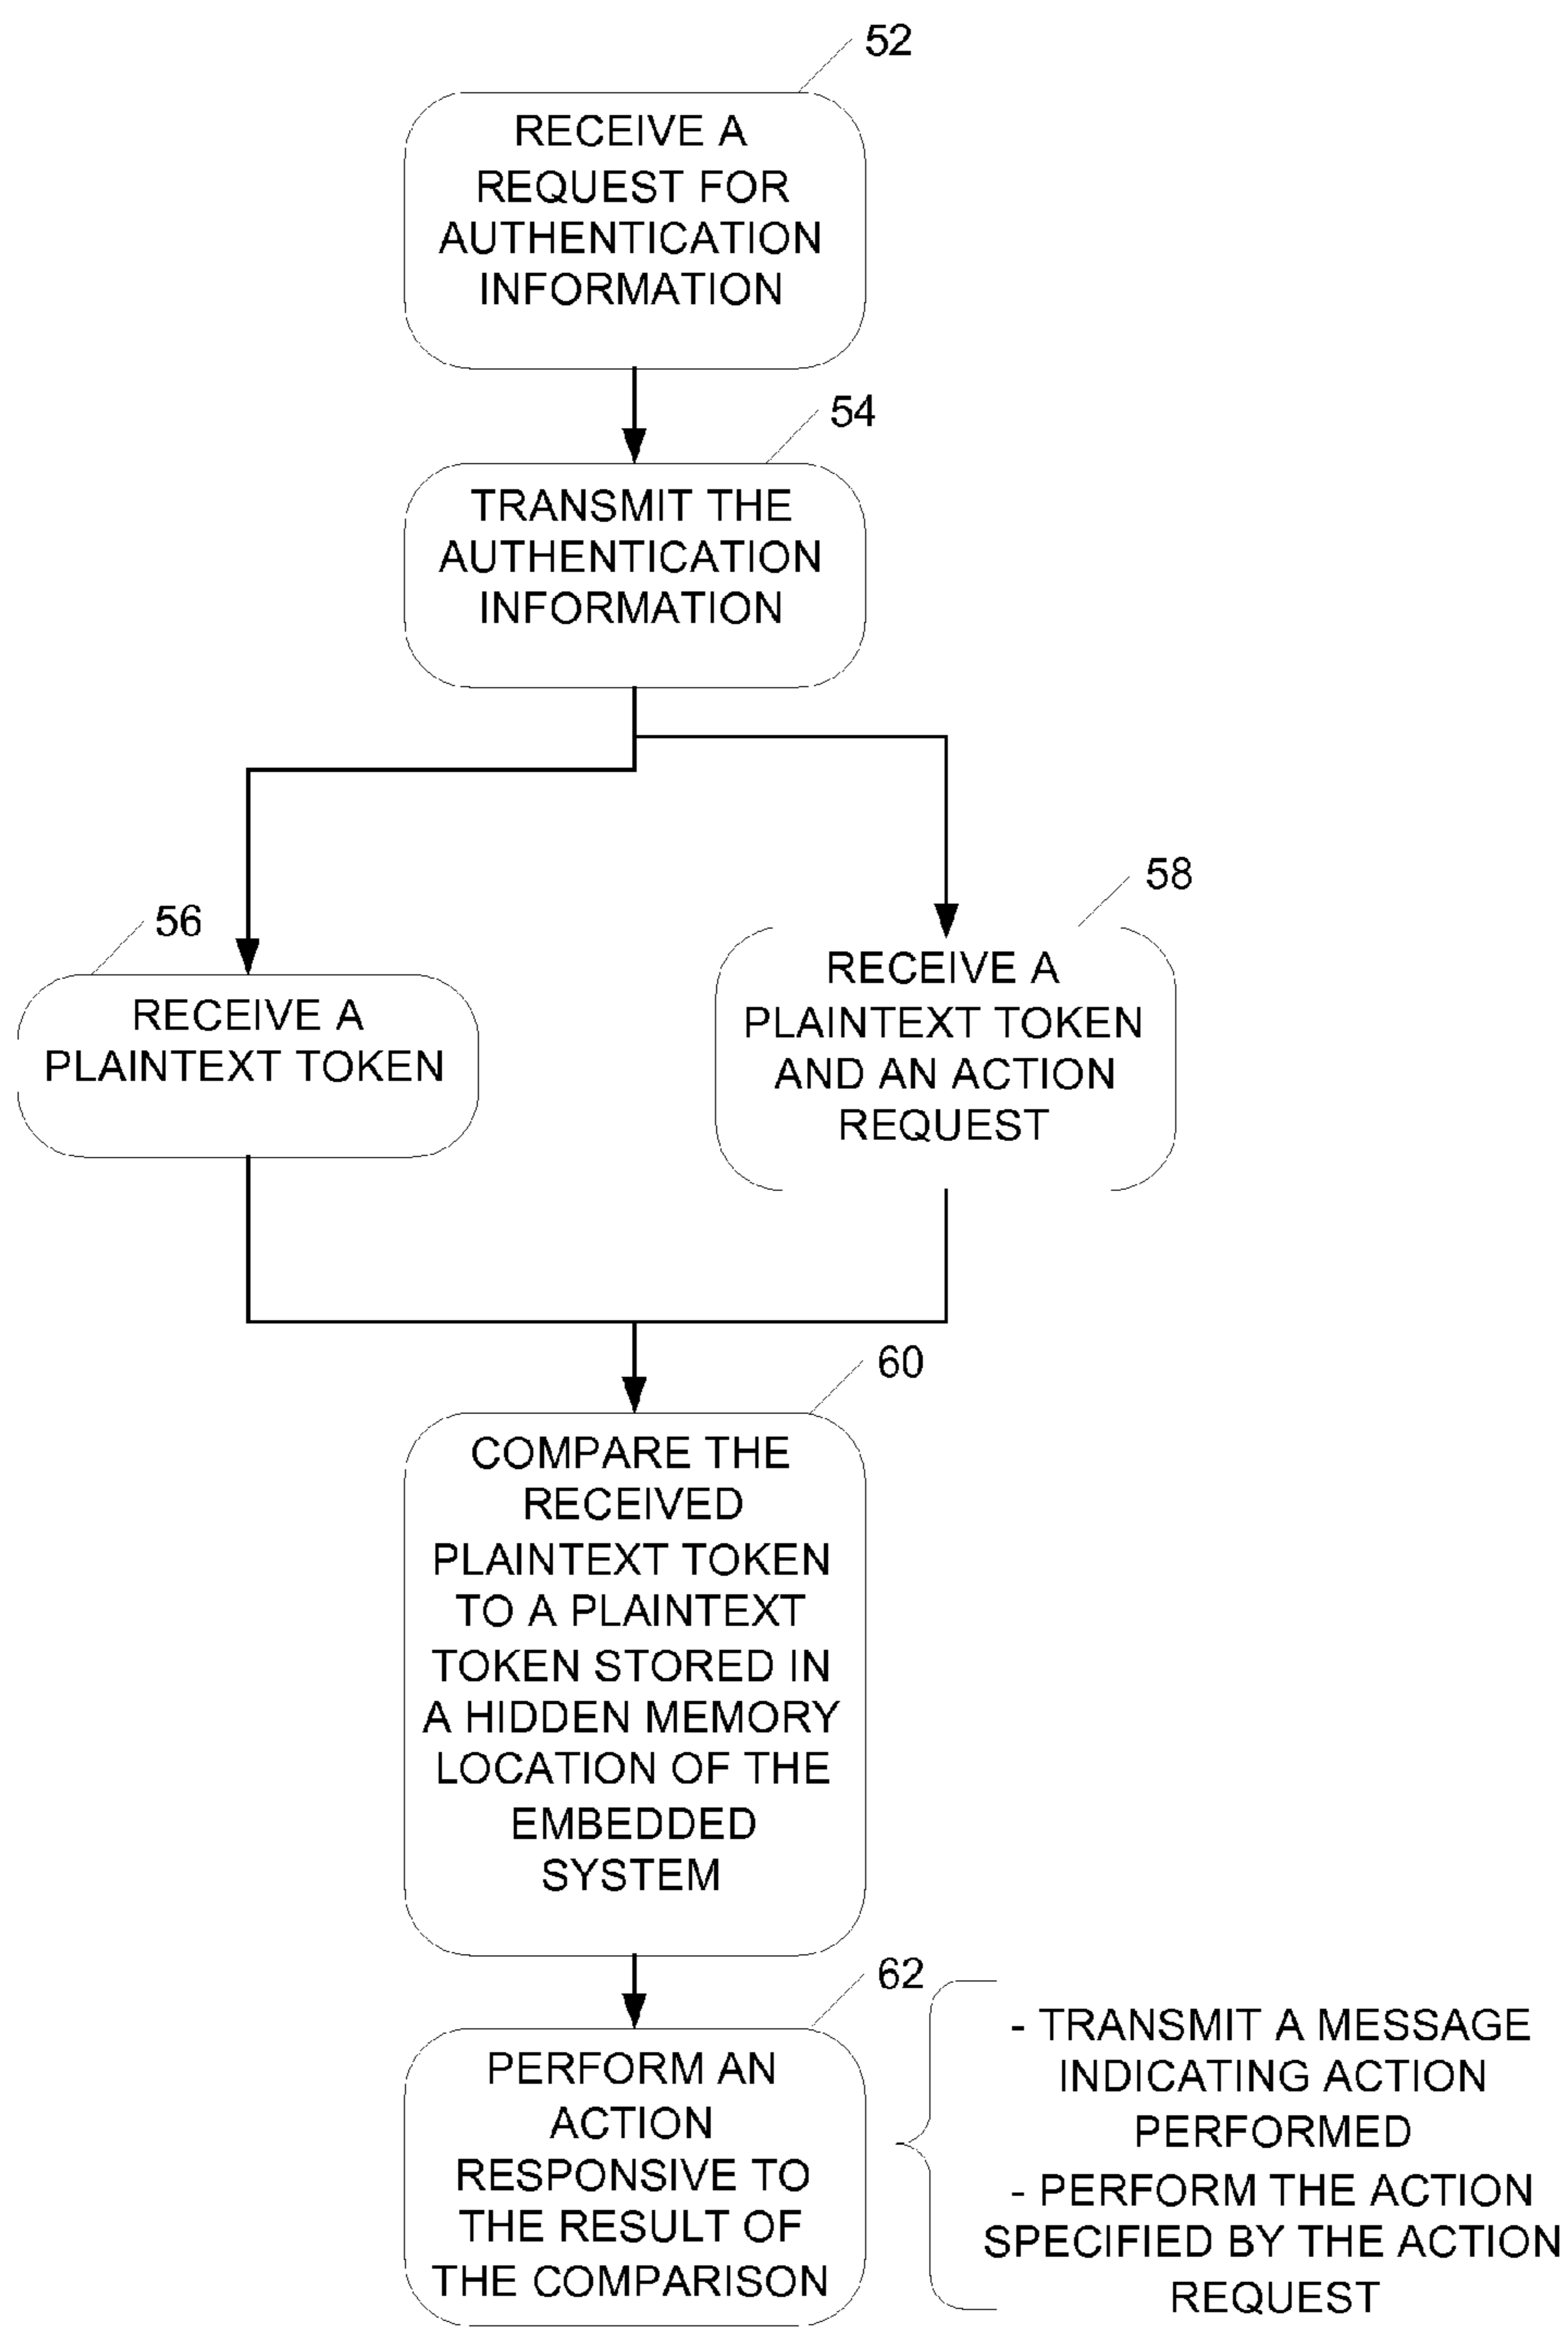 52
RECEIVE A
REQUEST FOR
AUTHENTICATION
INFORMATION
54
TRANSMIT THE
AUTHENTICATION
INFORMATION
56
RECEIVE A
PLAINTEXT TOKEN
58
RECEIVE A
PLAINTEXT TOKEN
AND AN ACTION
REQUEST
60
COMPARE THE
RECEIVED
PLAINTEXT TOKEN
TO A PLAINTEXT
TOKEN STORED IN
A HIDDEN MEMORY
LOCATION OF THE
EMBEDDED
SYSTEM
62
PERFORM AN
ACTION
RESPONSIVE TO
THE RESULT OF
THE COMPARISON
- TRANSMIT A MESSAGE
INDICATING ACTION
PERFORMED
- PERFORM THE ACTION
SPECIFIED BY THE ACTION
REQUEST